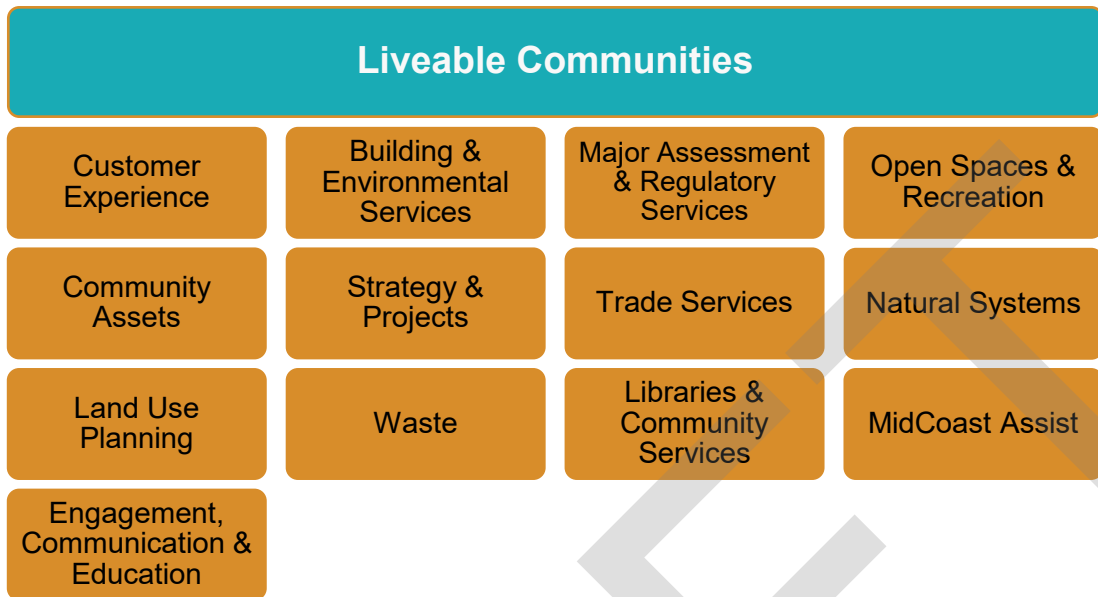 Liveable Communities
Customer
Experience
Building &
Environmental
Services
Major Assessment
& Regulatory
Services
Open Spaces &
Recreation
Community
Assets
Strategy &
Projects
Trade Services
Natural Systems
Land Use
Planning
Waste
Libraries &
Community
Services
MidCoast Assist
Engagement,
Communication &
Education